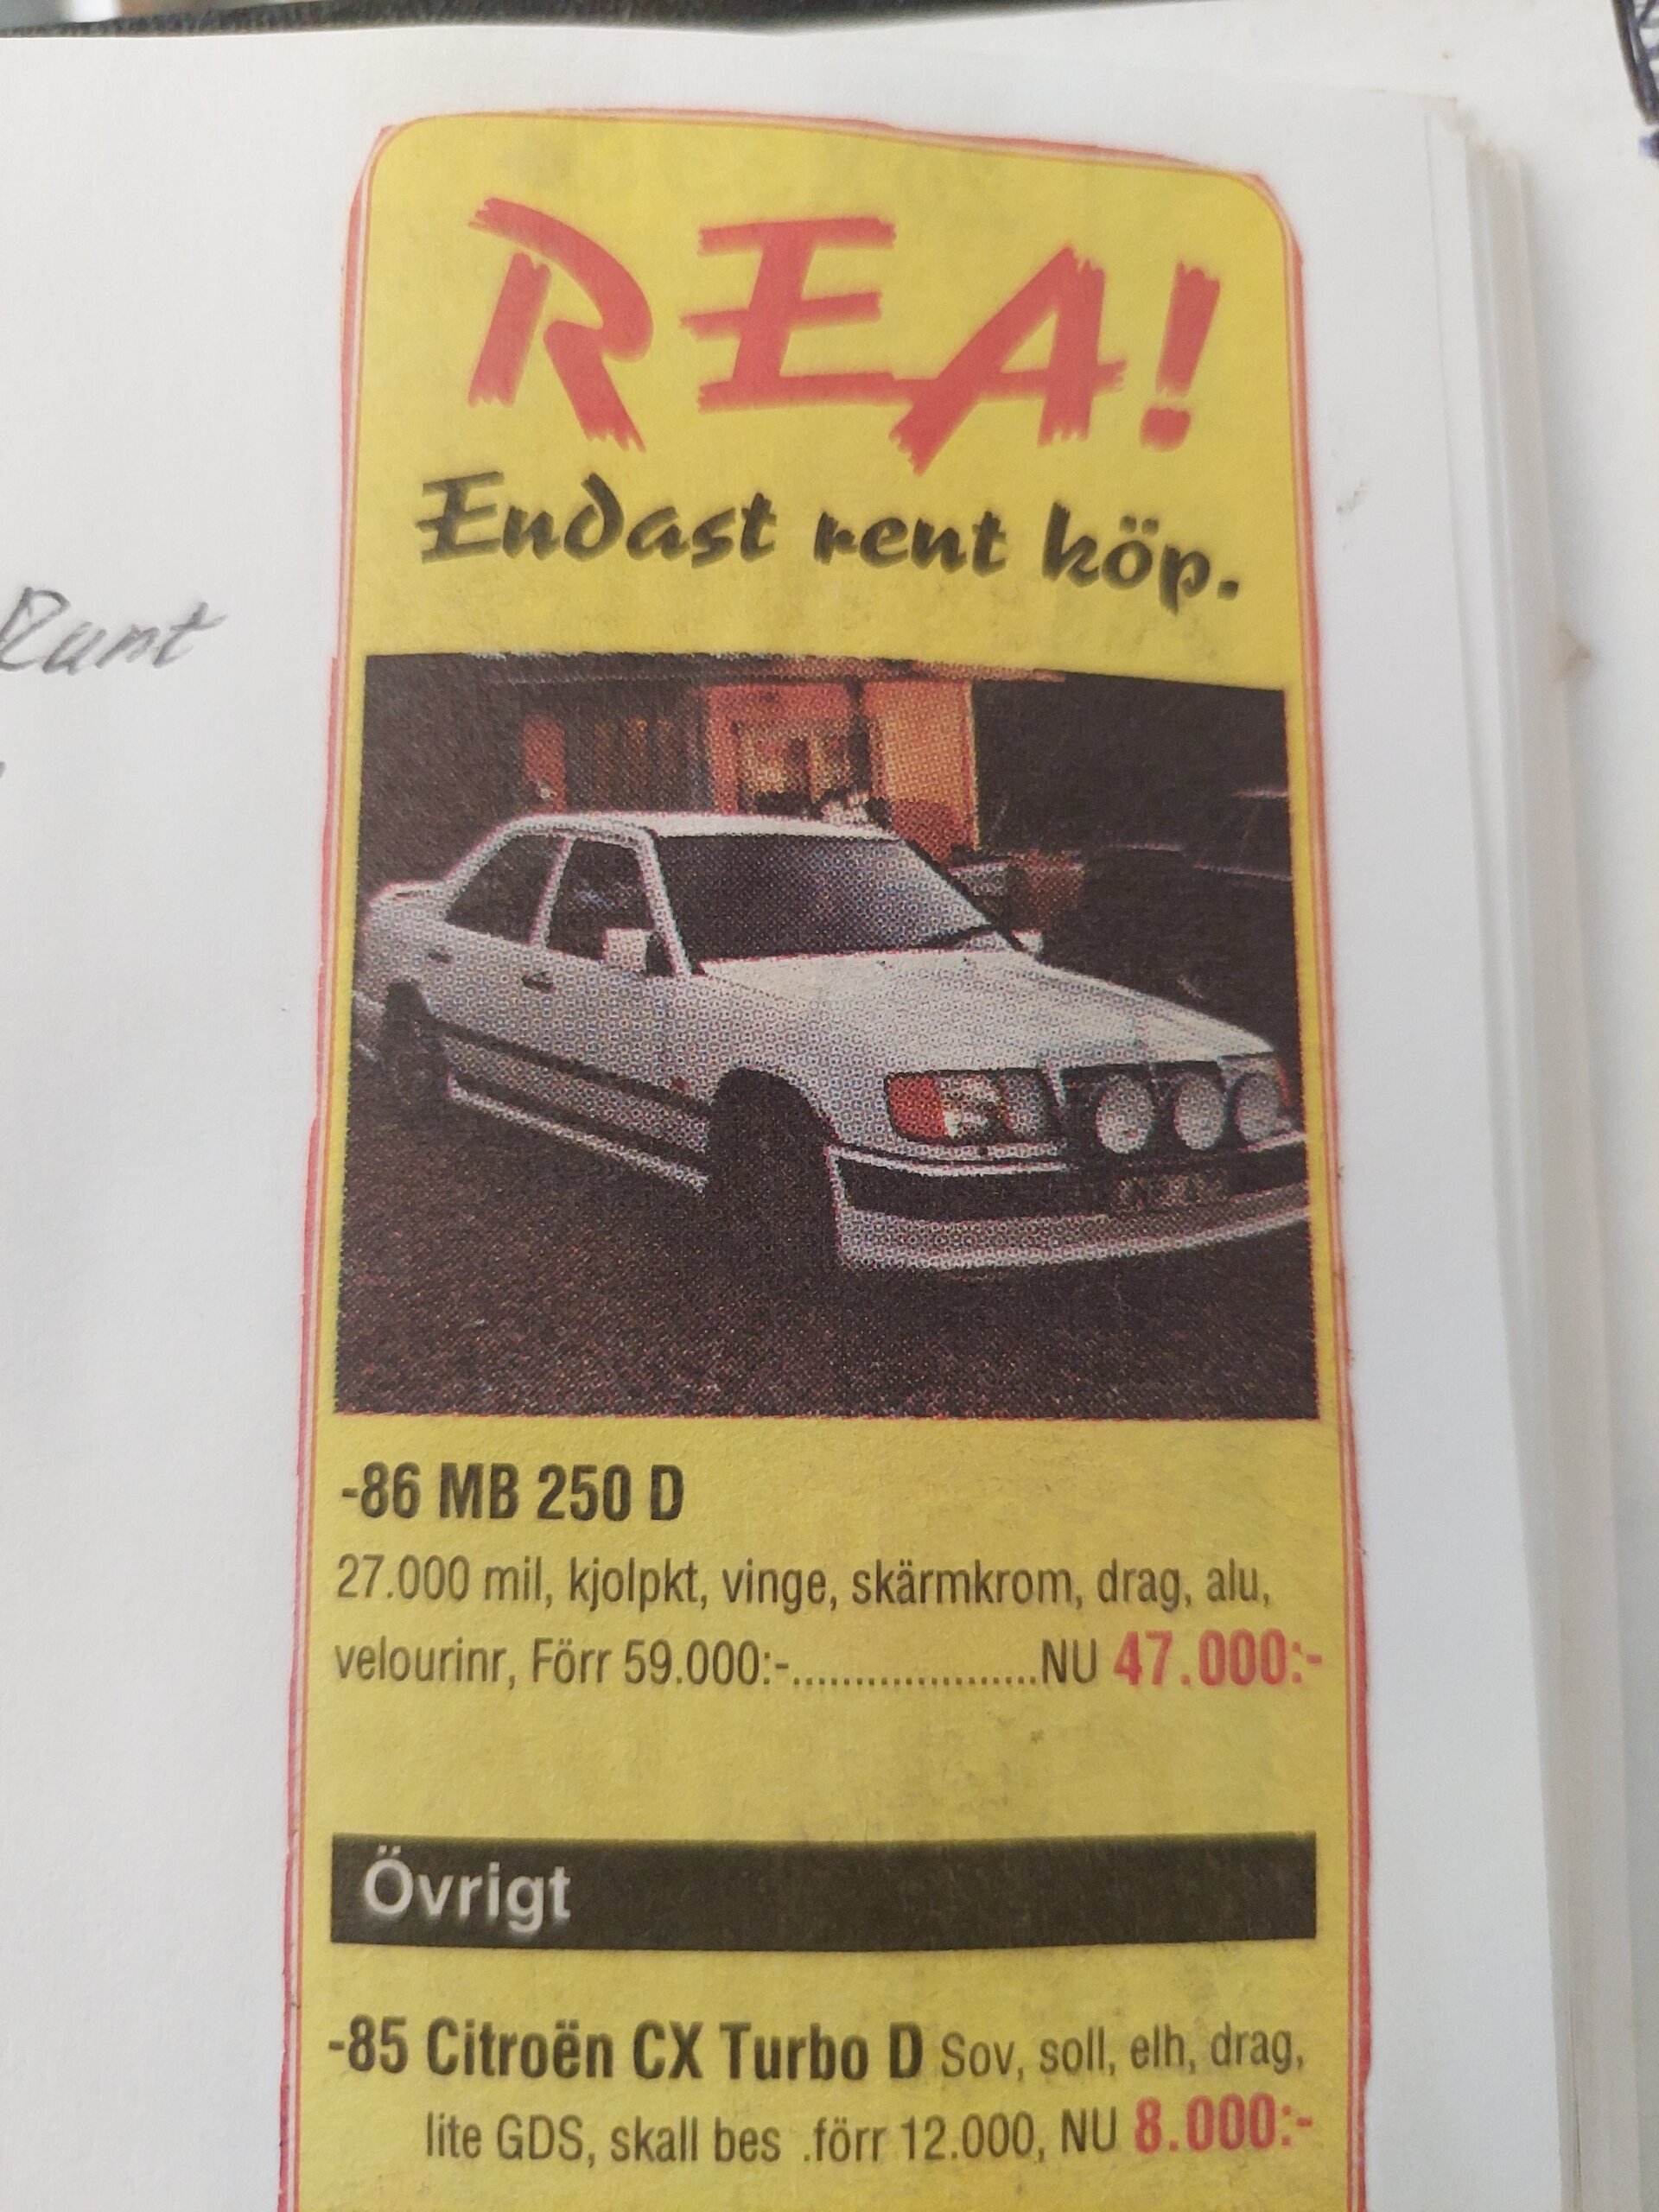 REA!
Endast rent köp.
Runt
-86 MB 250 D
27.000 mil, kjolpkt, vinge, skärmkrom, drag, alu,
velourinr, Förr 59.000:-....................NU 47.000:-
Övrigt
-85 Citroën CX Turbo D Sov, soll, elh, drag,
lite GDS, skall bes .förr 12.000, NU 8.000:-